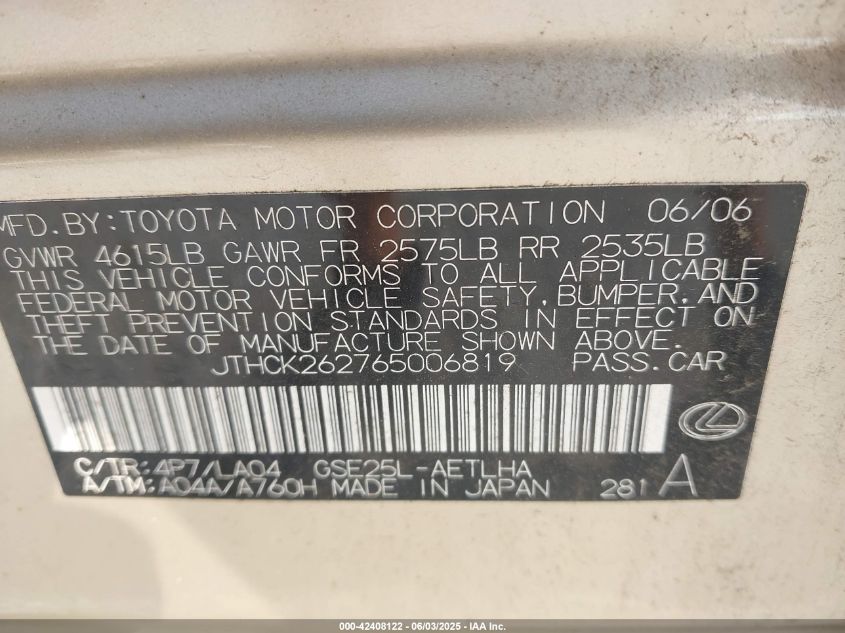 MFD.BY:TOYOTA MOTOR CORPORATION 06/06
GVWR 4615LB GAWR FR 2575LB RR 2535LB
THIS VEHICLE CONFORMS TO ALL APPLICABLE
FEDERAL MOTOR VEHICLE SAFETY,BUMPER,AND
THEFT PREVENTION STANDARDS IN EFFECT ON
THE DATE OF MANUFACTURE SHOWN ABOVE.
JTHCK262765006819 PASS.CAR
C/TR:4P7/LA04 GSE25L-AETLHA
A/TM:A04A/A760H MADE IN JAPAN 281 A
000-42408122 - 06/03/2025 - IAA Inc.